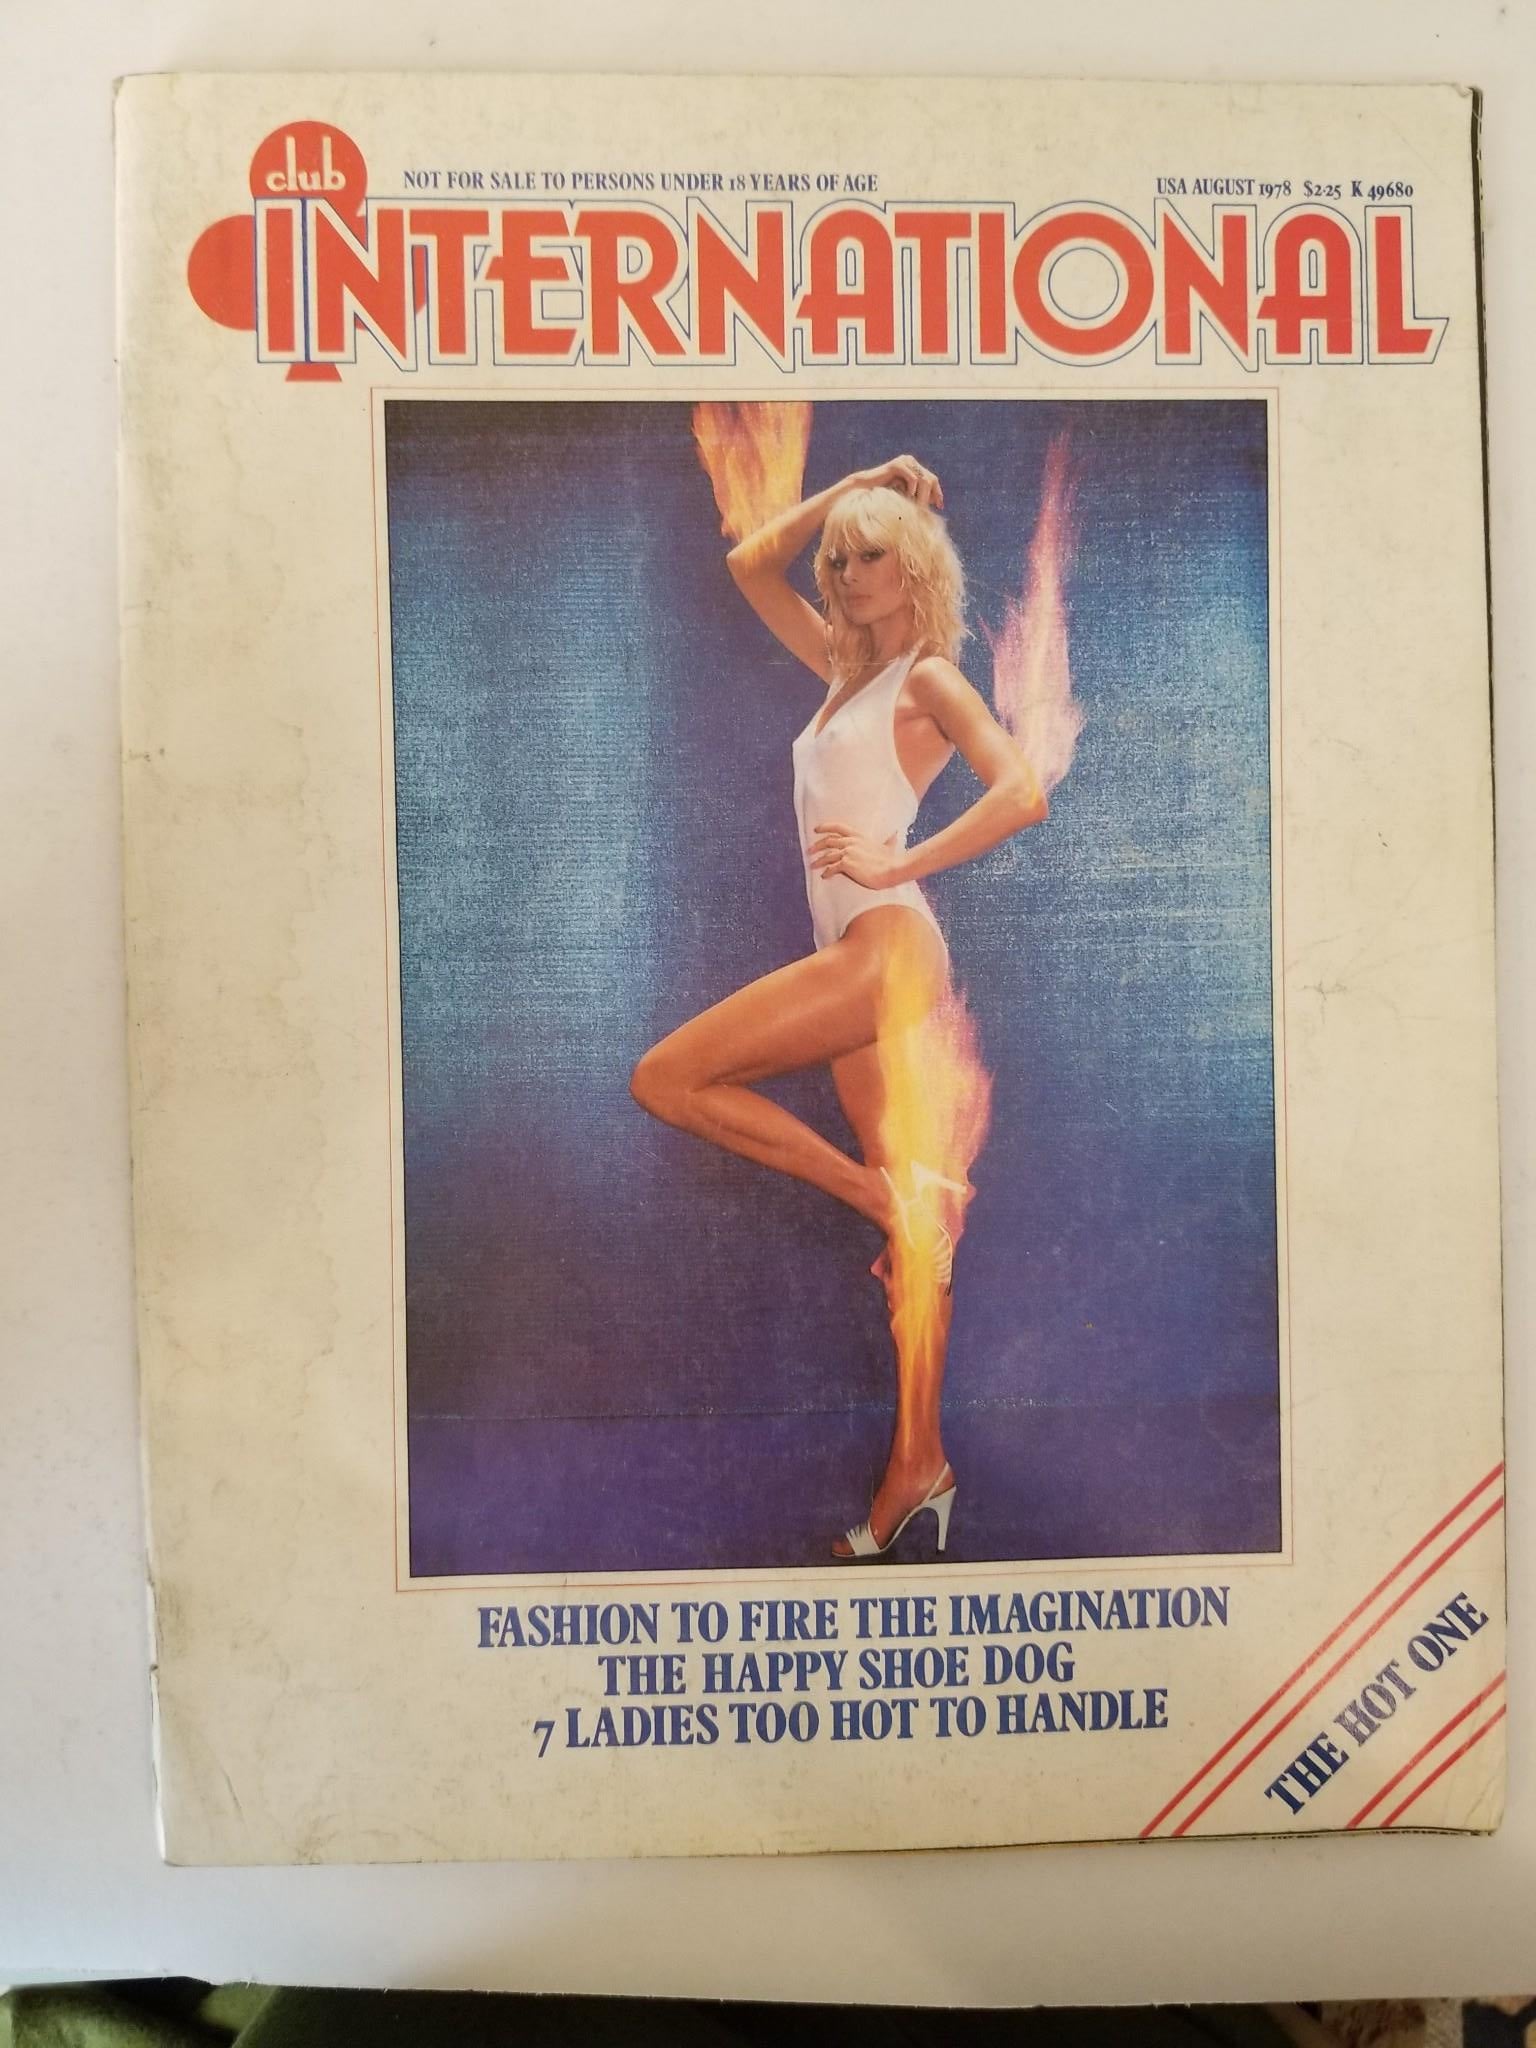 club
NOT FOR SALE TO PERSONS UNDER 18 YEARS OF AGE
USA AUGUST 1978 $2·25 K 49680
INTERNATIONAL
FASHION TO FIRE THE IMAGINATION
THE HAPPY SHOE DOG
7 LADIES TOO HOT TO HANDLE
THE HOT ONE